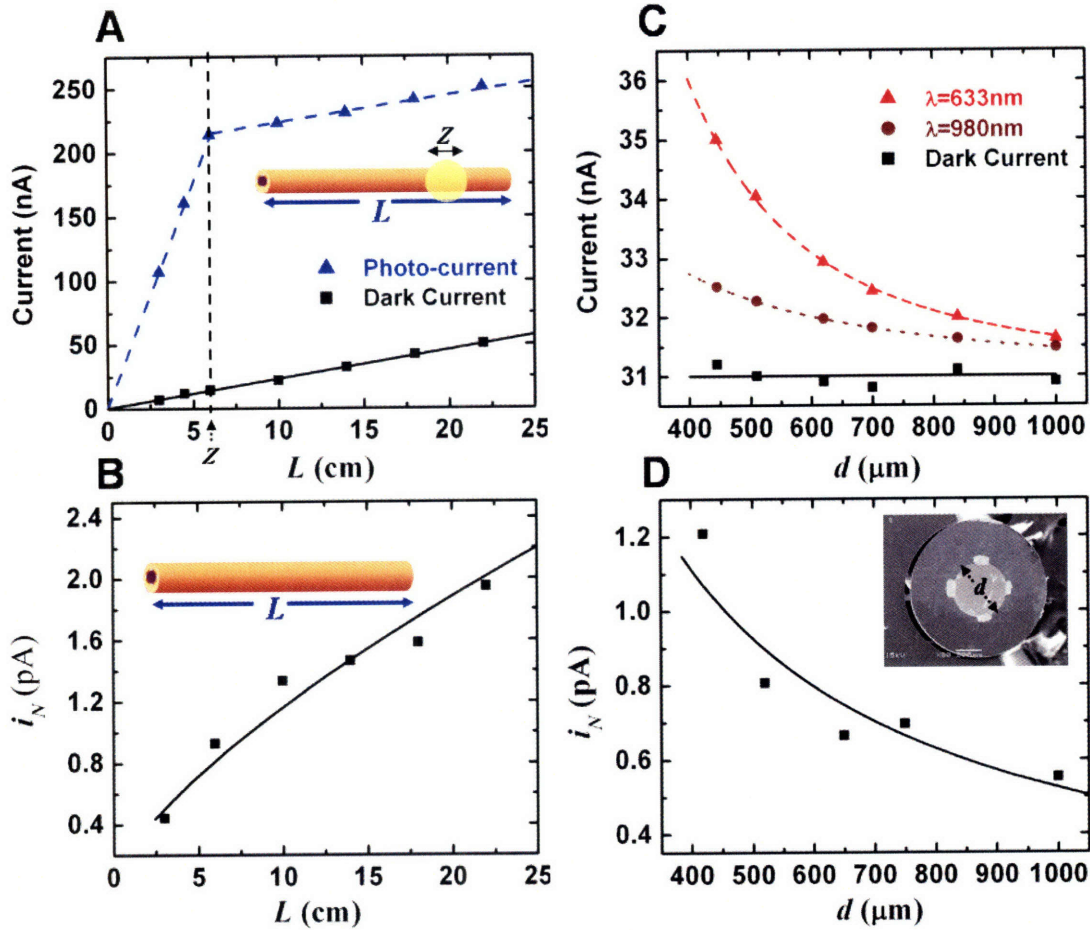 A
Current (nA)
250
200
150
100
50
0
Z
L
Photo-current
Dark Current
0 5 10 15 20 25
Z
L (cm)
B
i_N (pA)
2.4
2.0
1.6
1.2
0.8
0.4
L
0 5 10 15 20 25
L (cm)
C
Current (nA)
36
35
34
33
32
31
λ=633nm
λ=980nm
Dark Current
400 500 600 700 800 900 1000
d (μm)
D
i_N (pA)
1.2
1.0
0.8
0.6
0.4
d
400 500 600 700 800 900 1000
d (μm)